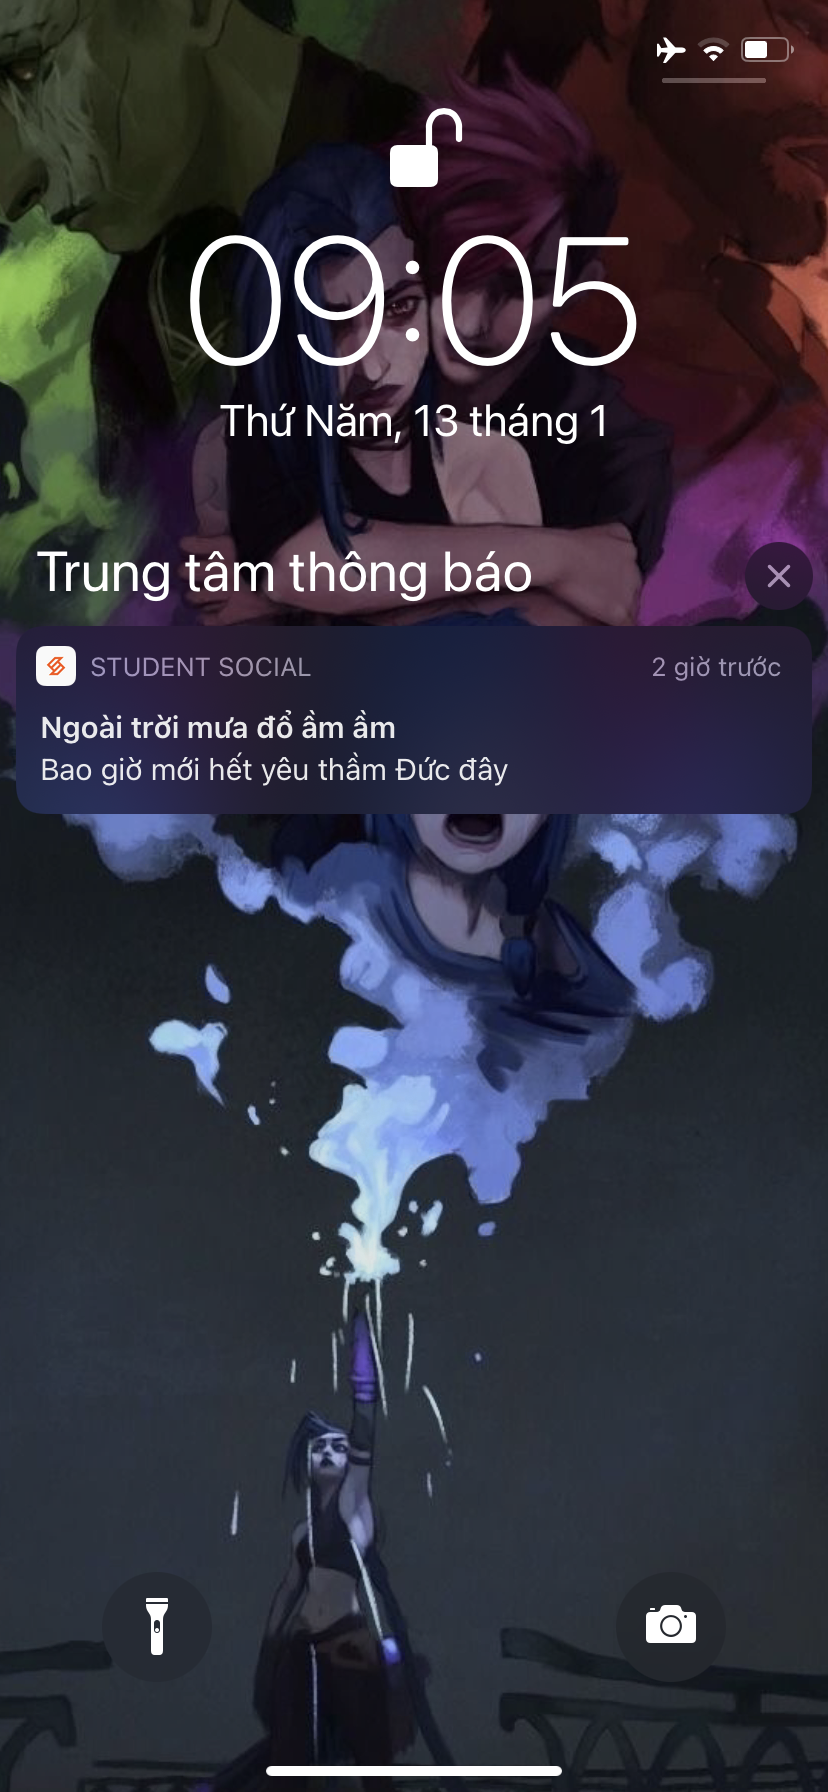 09:05
Thứ Năm, 13 tháng 1
Trung tâm thông báo
STUDENT SOCIAL 2 giờ trước
Ngoài trời mưa đổ ầm ầm
Bao giờ mới hết yêu thầm Đức đây